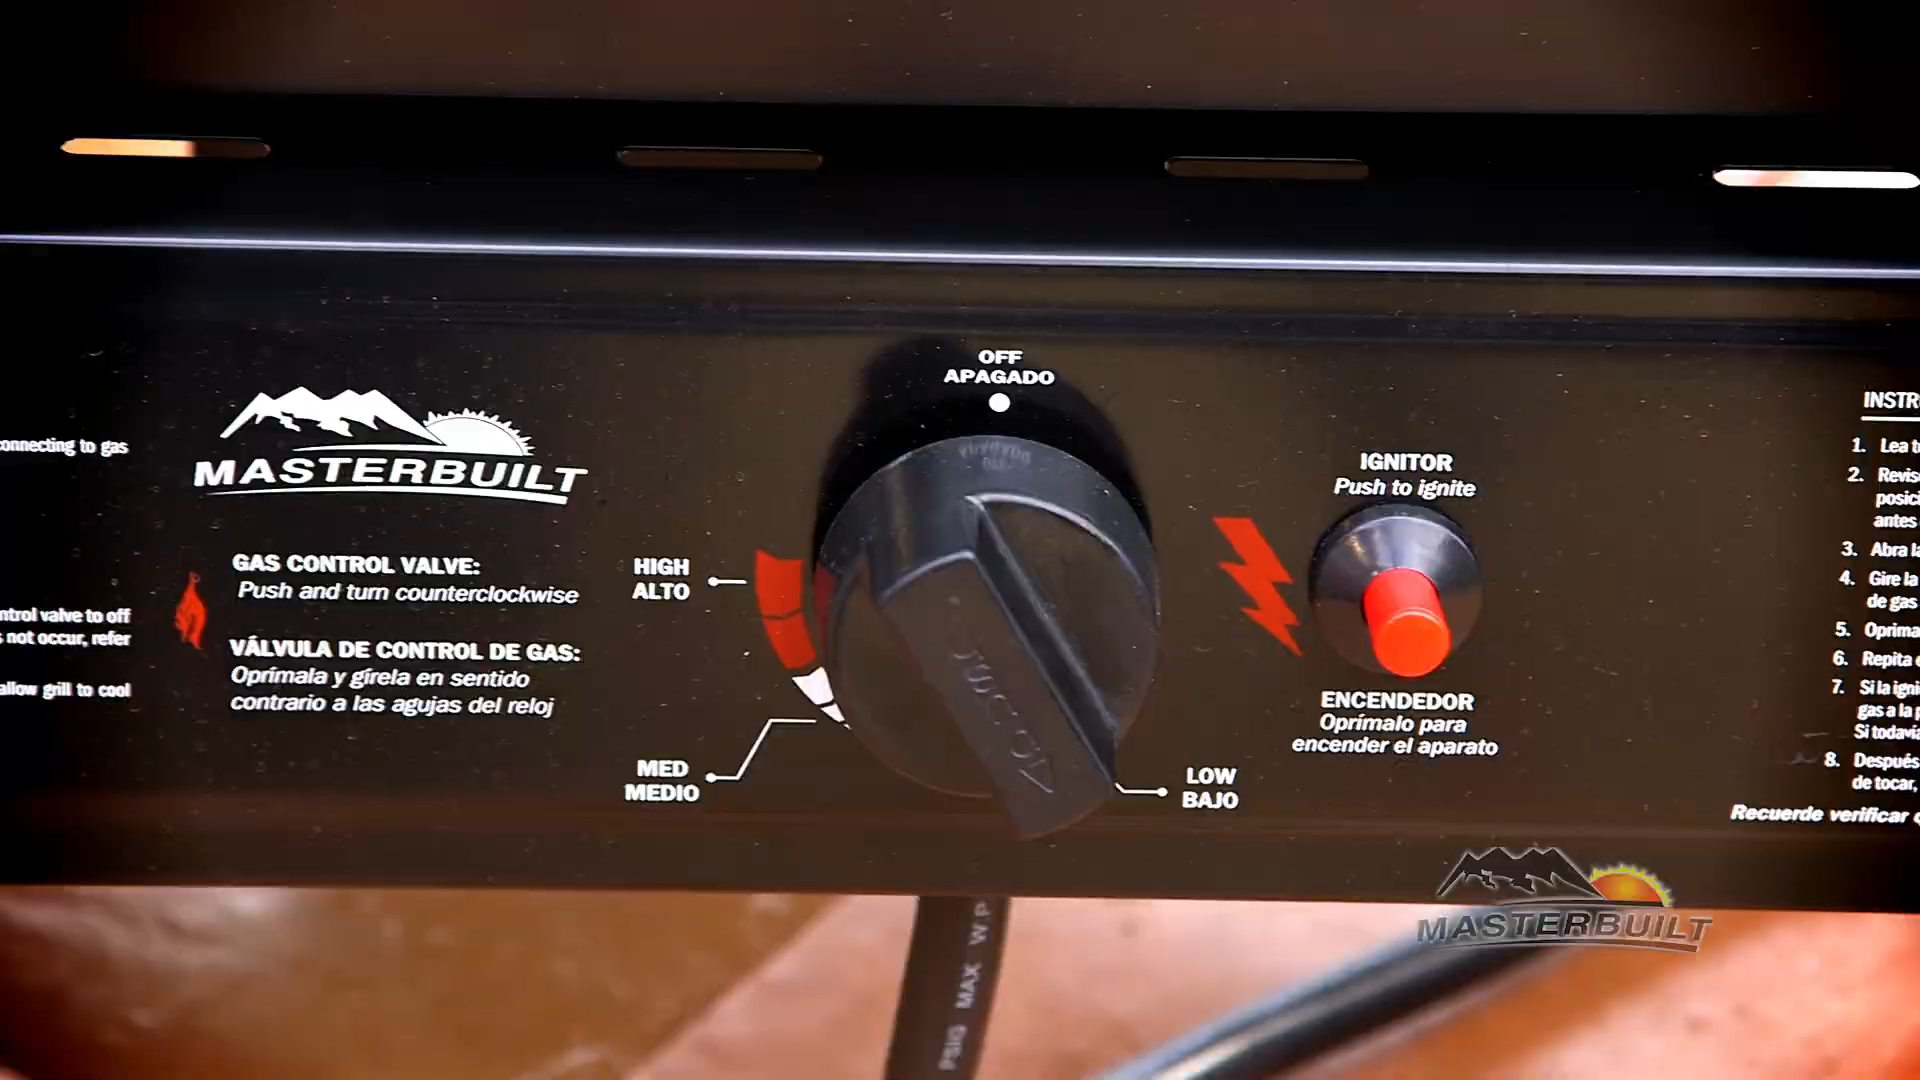 onnecting to gas
ntrol valve to off
s not occur, refer
allow grill to cool
MASTERBUILT
GAS CONTROL VALVE:
Push and turn counterclockwise
VÁLVULA DE CONTROL DE GAS:
Oprímala y gírela en sentido
contrario a las agujas del reloj
OFF
APAGADO
HIGH
ALTO
MED
MEDIO
LOW
BAJO
IGNITOR
Push to ignite
ENCENDEDOR
Oprímalo para
encender el aparato
INSTR
1. Lea t
2. Revis
posici
antes
3. Abra la
4. Gire la
de gas
5. Oprima
6. Repita e
7. Si la igni
gas a la p
Si todavía
8. Después
de tocar,
Recuerde verificar
MASTERBUILT
PSIG MAX W.P